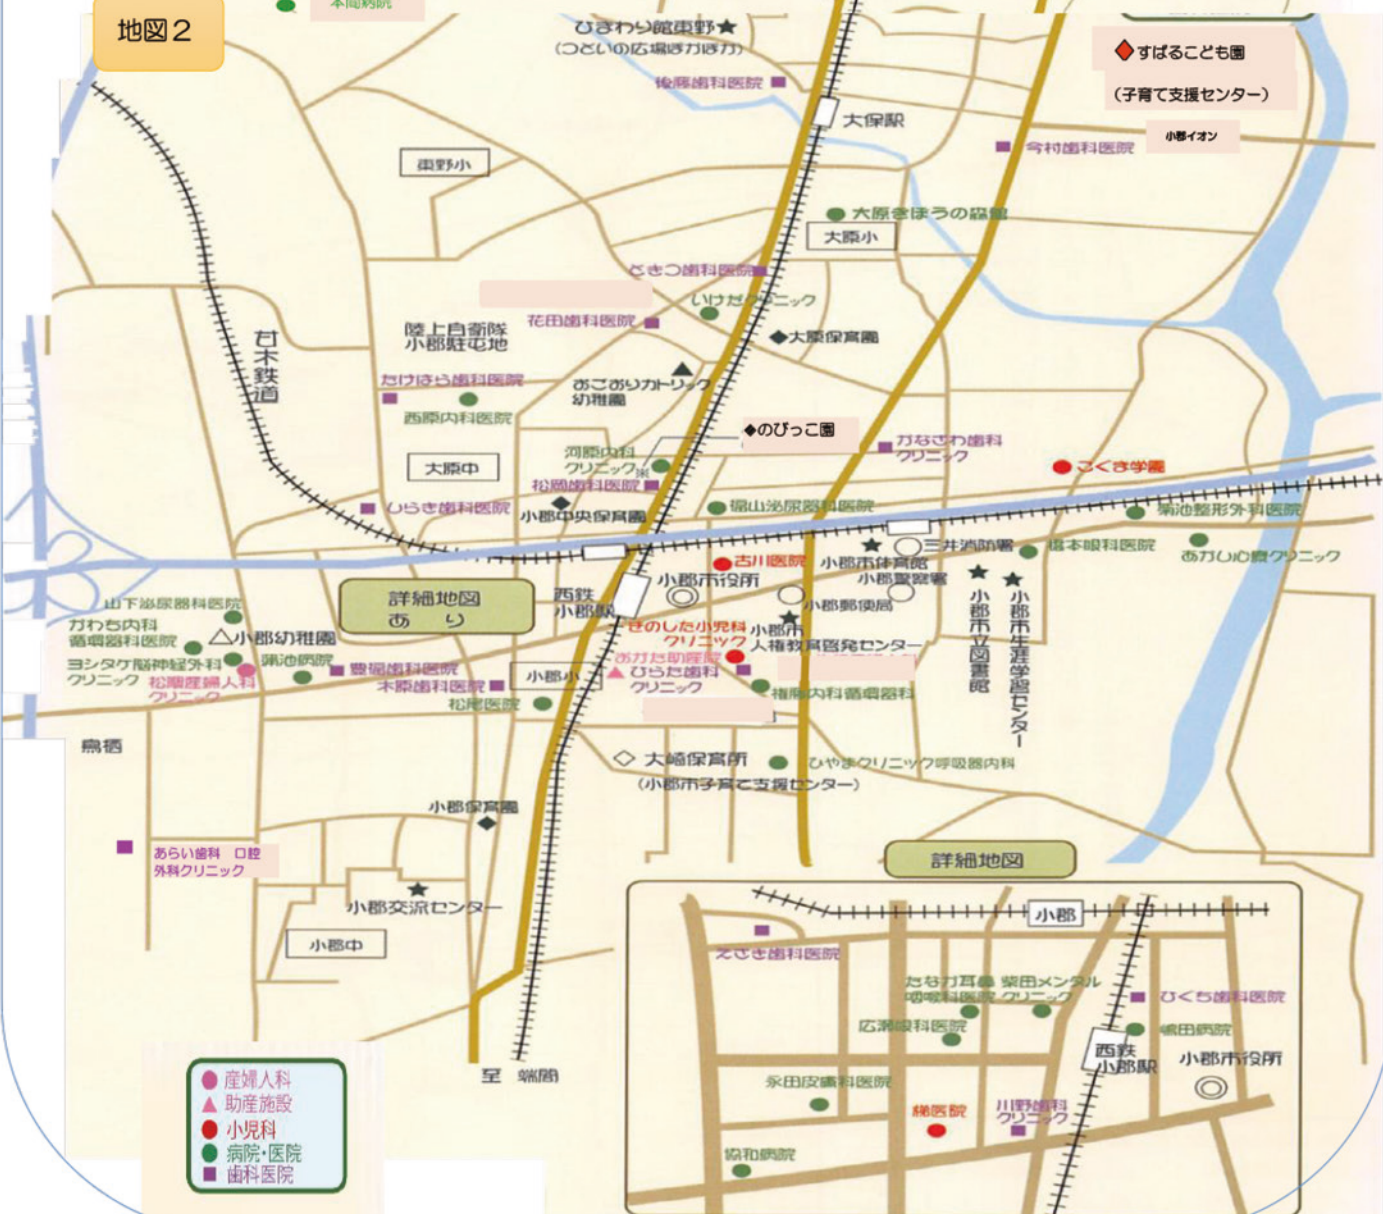 地図２
本間病院
ひまわり館東野★
（つどいの広場ぽかぽか）
後藤歯科医院
すばるこども園
（子育て支援センター）
小郡イオン
大保駅
今村歯科医院
東野小
大原きぼうの森館
大原小
ときつ歯科医院
いけだクリニック
花田歯科医院
陸上自衛隊
小郡駐屯地
甘木鉄道
大原保育園
たけはら歯科医院
おごおりカトリック
幼稚園
西原内科医院
◆のびっこ園
かなざわ歯科
クリニック
河原内科
クリニック
大原中
こぐま学園
松岡歯科医院
ひらき歯科医院
小郡中央保育園
福山泌尿器科医院
菊池整形外科医院
三井消防署
橋本眼科医院
あかし心療クリニック
古川医院
小郡市体育館
小郡警察署
小郡市役所
詳細地図
あ　り
西鉄
小郡駅
小郡郵便局
山下泌尿器科医院
かわち内科
循環器科医院
小郡幼稚園
きのした小児科
クリニック
小郡市
人権教育啓発センター
小郡市立図書館
小郡市生涯学習センター
ヨシタケ脳神経外科
クリニック
蒲池病院
松隈産婦人科
クリニック
豊福歯科医院
木原歯科医院
小郡小
おがた助産院
ひらた歯科
クリニック
権藤内科循環器科
松尾医院
鳥栖
大崎保育所
（小郡市子育て支援センター）
ひやまクリニック呼吸器内科
小郡保育園
あらい歯科　口腔
外科クリニック
小郡交流センター
小郡中
至　端間
産婦人科
助産施設
小児科
病院・医院
歯科医院
詳細地図
小郡
えさき歯科医院
たなか耳鼻
咽喉科医院
柴田メンタル
クリニック
ひくち歯科医院
広瀬眼科医院
嶋田病院
西鉄
小郡駅
小郡市役所
永田皮膚科医院
梯医院
川野歯科
クリニック
協和病院